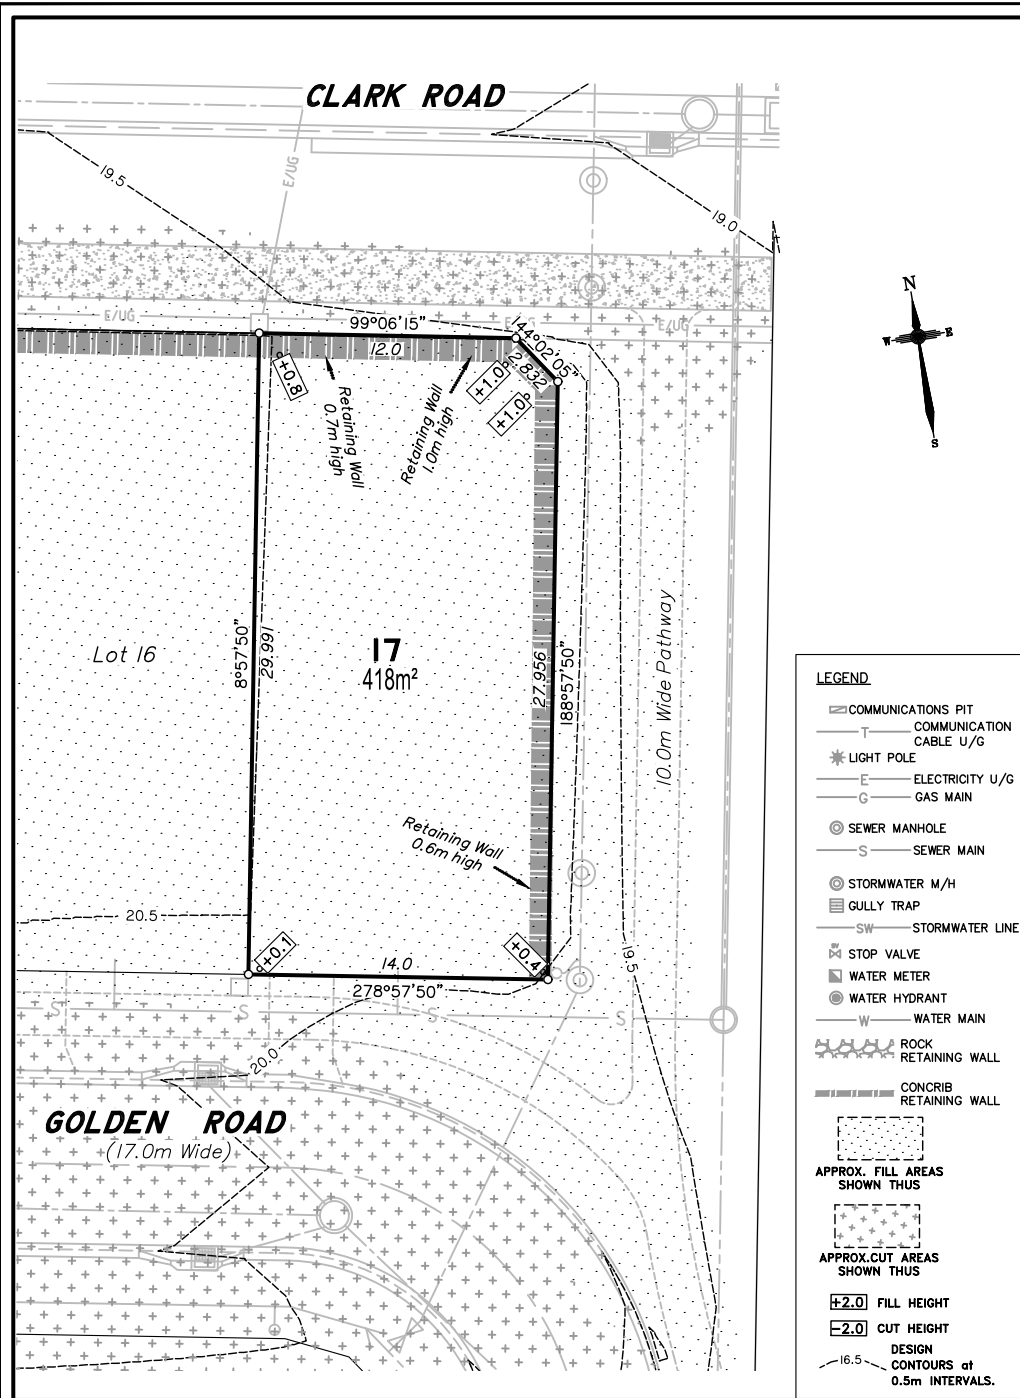 CLARK ROAD
19.5
E/UG
19.0
E/UG
99°06'15"
E/UG
144°02'05"
12.0
2.832
+0.8
+1.0
+1.0
Retaining Wall
0.7m high
Retaining Wall
1.0m high
N
E
W
S
8°57'50"
29.991
Lot 16
17
418m²
27.956
188°57'50"
10.0m Wide Pathway
Retaining Wall
0.6m high
20.5
+0.1
+0.4
14.0
278°57'50"
19.5
S
S
S
S
20.0
GOLDEN ROAD
(17.0m Wide)
LEGEND
COMMUNICATIONS PIT
T COMMUNICATION
CABLE U/G
LIGHT POLE
E ELECTRICITY U/G
G GAS MAIN
SEWER MANHOLE
S SEWER MAIN
STORMWATER M/H
GULLY TRAP
SW STORMWATER LINE
SV
STOP VALVE
WATER METER
WATER HYDRANT
W WATER MAIN
ROCK
RETAINING WALL
CONCRIB
RETAINING WALL
APPROX. FILL AREAS
SHOWN THUS
APPROX.CUT AREAS
SHOWN THUS
+2.0 FILL HEIGHT
-2.0 CUT HEIGHT
DESIGN
16.5 CONTOURS at
0.5m INTERVALS.